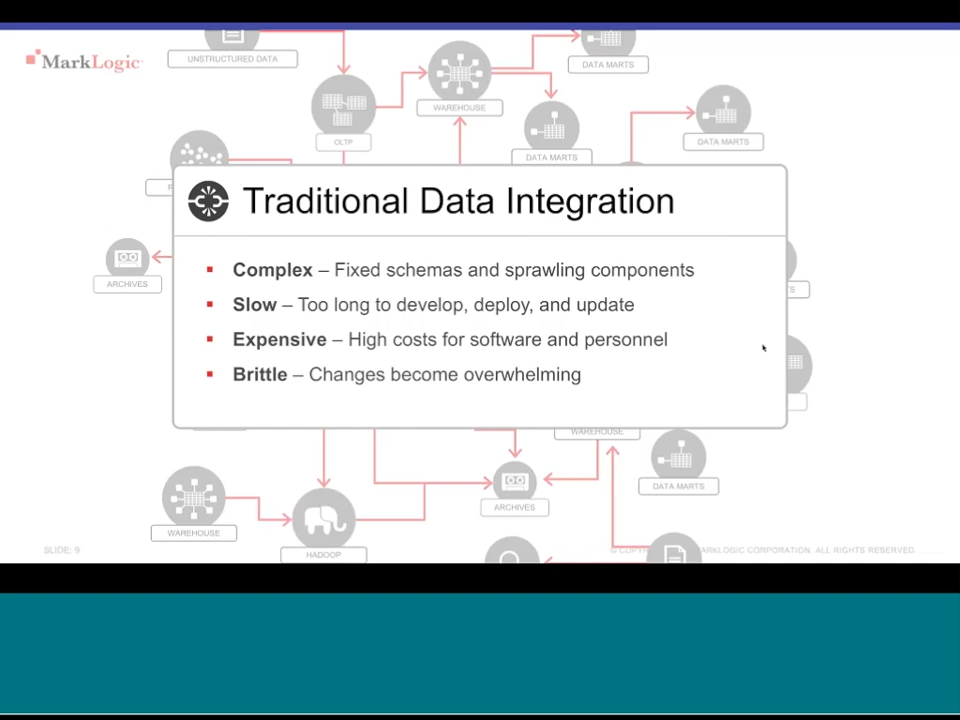 UNSTRUCTURED DATA
MarkLogic
DATA MARTS
WAREHOUSE
OLTP
DATA MARTS
DATA MARTS
Traditional Data Integration
ARCHIVES
▪ Complex – Fixed schemas and sprawling components
▪ Slow – Too long to develop, deploy, and update
▪ Expensive – High costs for software and personnel
▪ Brittle – Changes become overwhelming
WAREHOUSE
DATA MARTS
ARCHIVES
WAREHOUSE
HADOOP
SLIDE: 9
MARKLOGIC CORPORATION. ALL RIGHTS RESERVED.